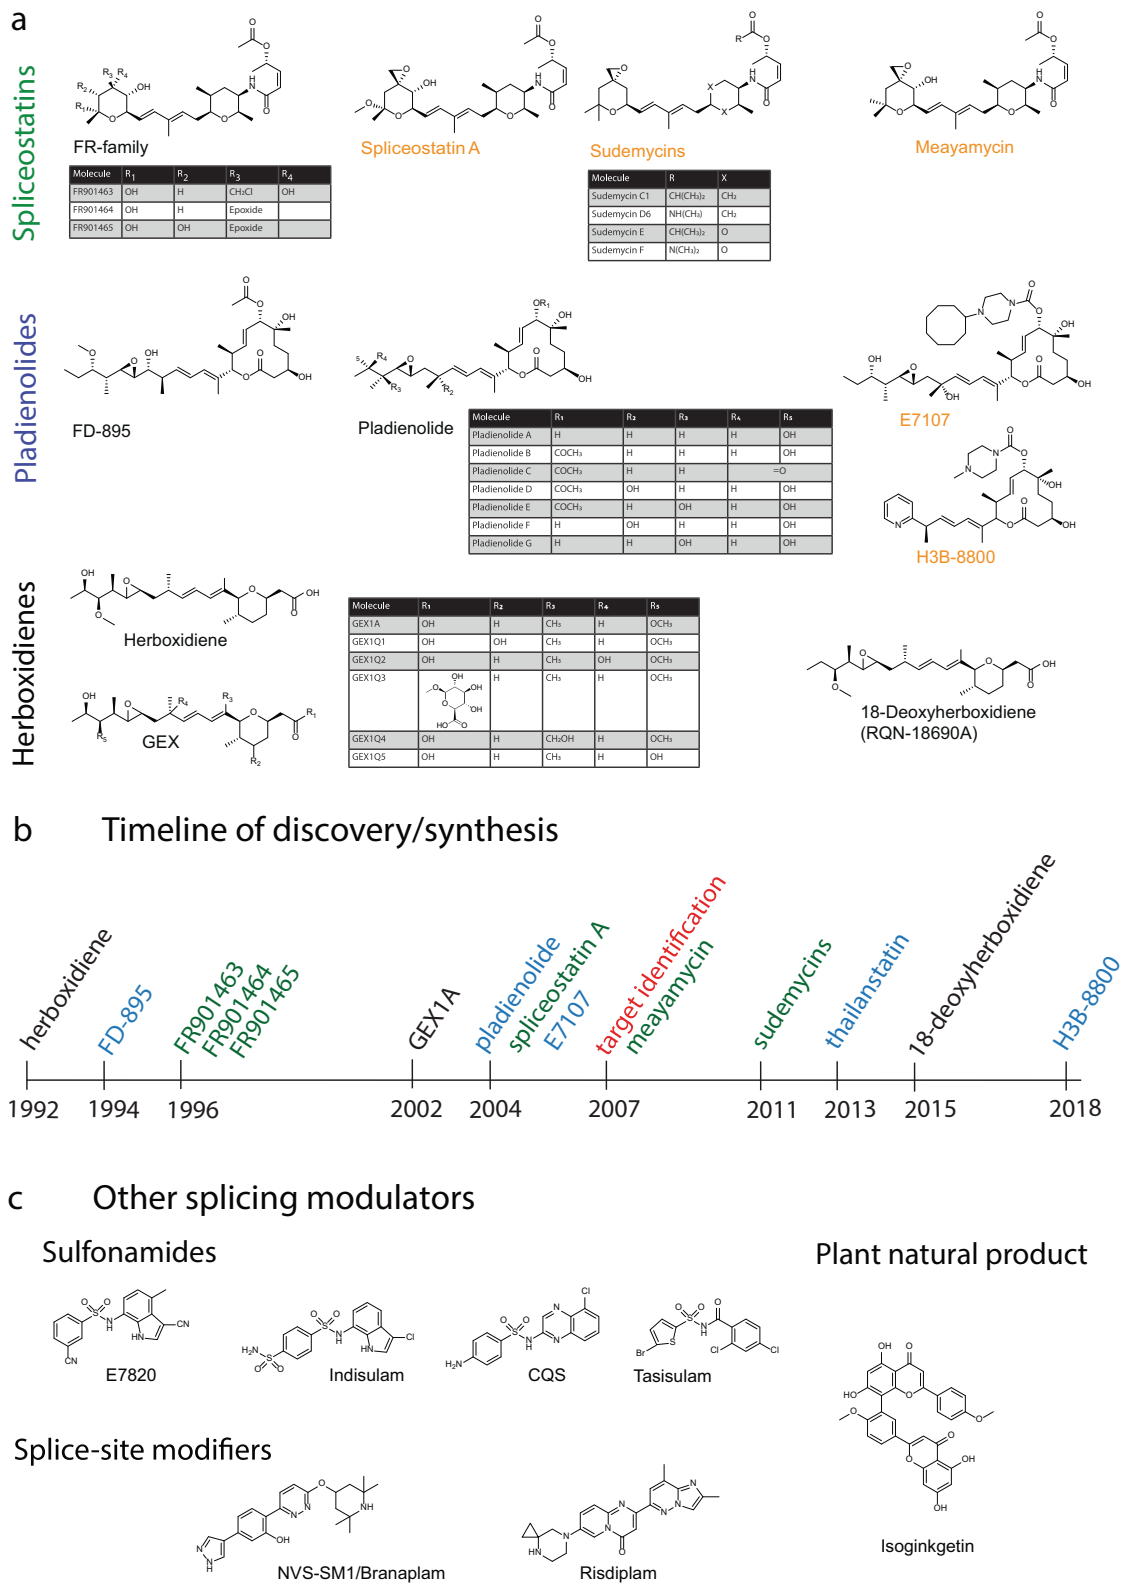 a
Spliceostatins
FR-family
Molecule R1 R2 R3 R4
FR901463 OH H CH2Cl OH
FR901464 OH H Epoxide
FR901465 OH OH Epoxide
Spliceostatin A
Sudemycins
Molecule R X
Sudemycin C1 CH(CH3)2 CH2
Sudemycin D6 NH(CH3) CH2
Sudemycin E CH(CH3)2 O
Sudemycin F N(CH3)2 O
Meayamycin
Pladienolides
FD-895
Pladienolide
Molecule R1 R2 R3 R4 R5
Pladienolide A H H H H OH
Pladienolide B COCH3 H H H OH
Pladienolide C COCH3 H H =O
Pladienolide D COCH3 OH H H OH
Pladienolide E COCH3 H OH H OH
Pladienolide F H OH H H OH
Pladienolide G H H OH H OH
E7107
H3B-8800
Herboxidienes
Herboxidiene
GEX
Molecule R1 R2 R3 R4 R5
GEX1A OH H CH3 H OCH3
GEX1Q1 OH OH CH3 H OCH3
GEX1Q2 OH H CH3 OH OCH3
GEX1Q3 H CH3 H OCH3
GEX1Q4 OH H CH2OH H OCH3
GEX1Q5 OH H CH3 H OH
18-Deoxyherboxidiene
(RQN-18690A)
b Timeline of discovery/synthesis
herboxidiene
FD-895
FR901463
FR901464
FR901465
GEX1A
pladienolide
spliceostatin A
E7107
target identification
meayamycin
sudemycins
thailanstatin
18-deoxyherboxidiene
H3B-8800
1992 1994 1996 2002 2004 2007 2011 2013 2015 2018
c Other splicing modulators
Sulfonamides
E7820
Indisulam
CQS
Tasisulam
Plant natural product
Isoginkgetin
Splice-site modifiers
NVS-SM1/Branaplam
Risdiplam